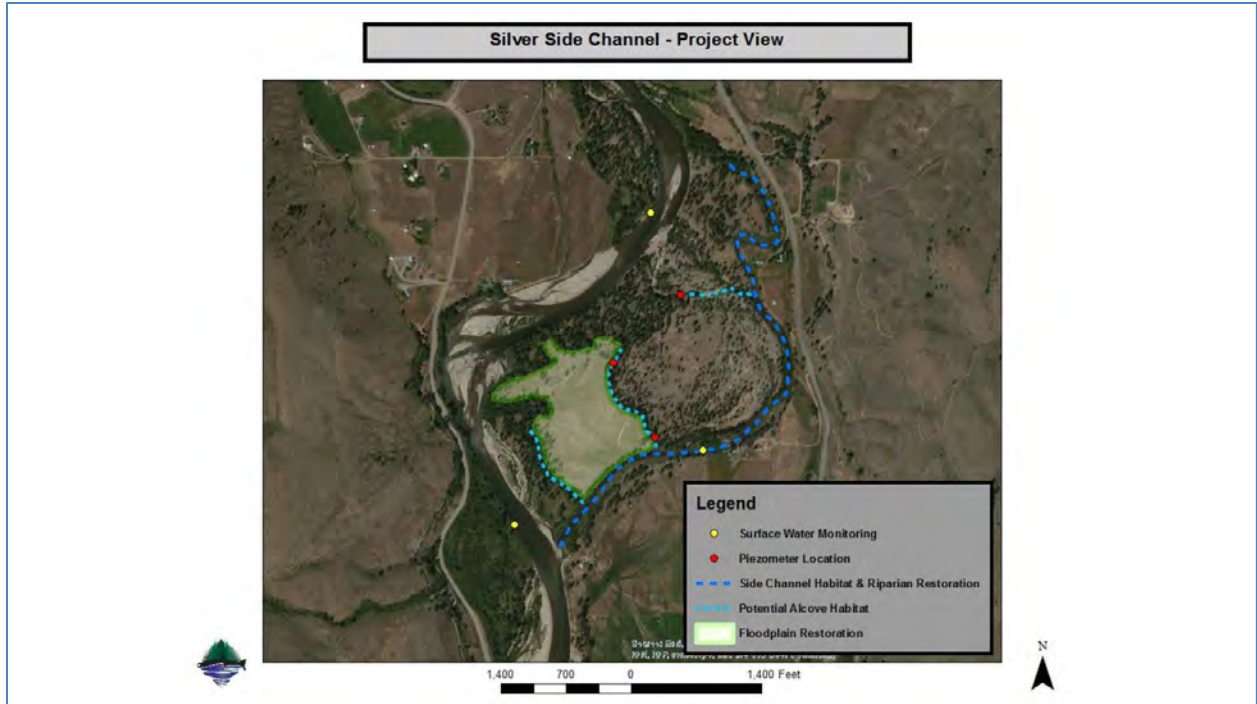 Silver Side Channel - Project View
Legend
Surface Water Monitoring
Piezometer Location
Side Channel Habitat & Riparian Restoration
Potential Alcove Habitat
Floodplain Restoration
N
1,400 700 0 1,400 Feet